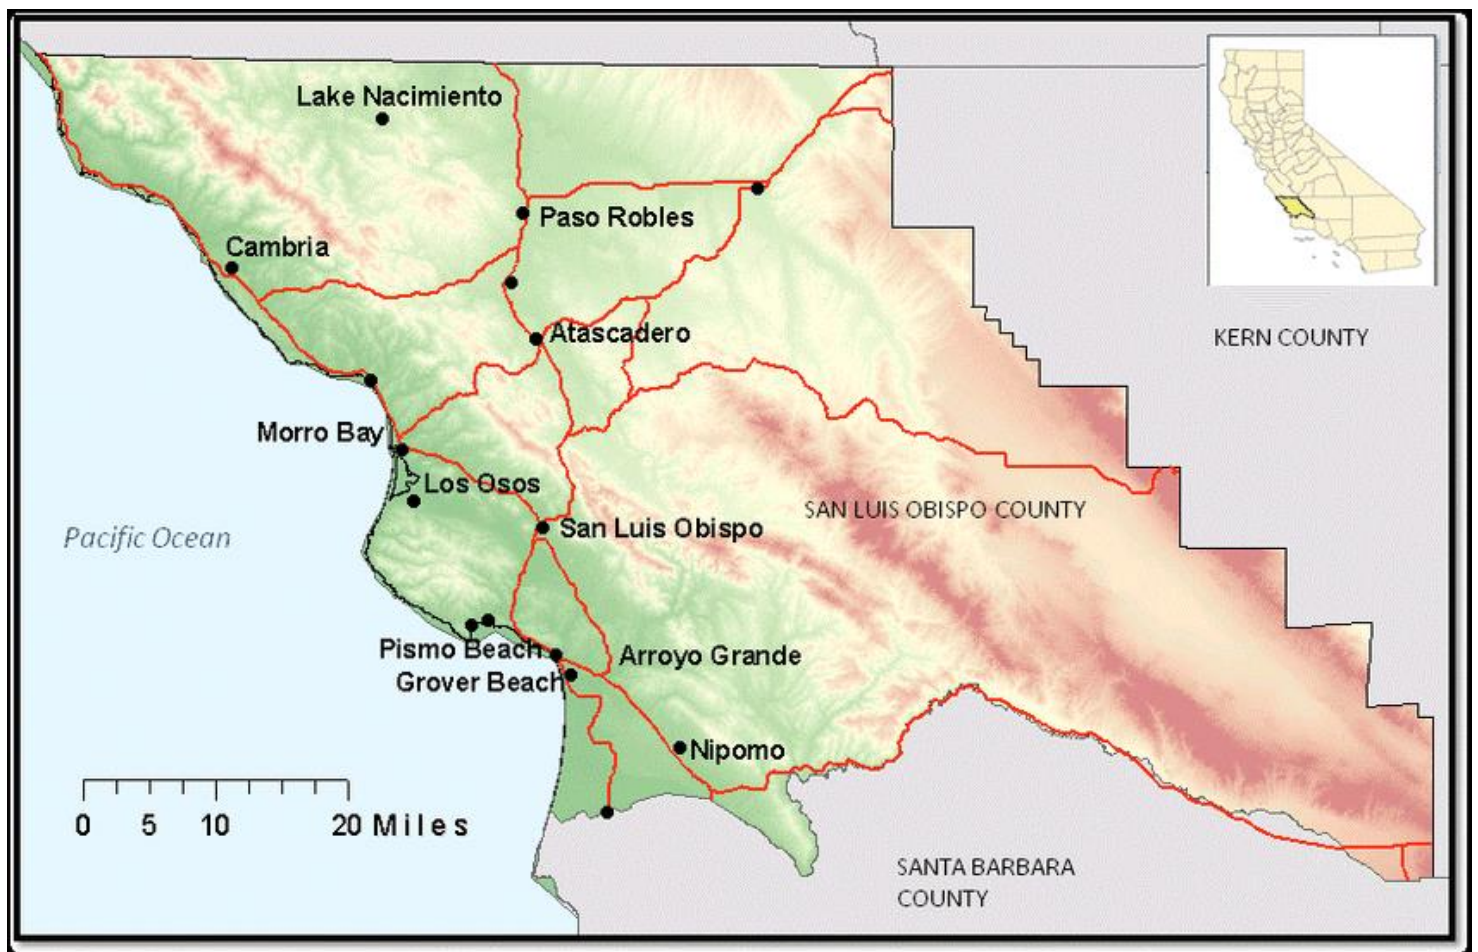 Lake Nacimiento
Paso Robles
Cambria
Atascadero
KERN COUNTY
Morro Bay
Los Osos
SAN LUIS OBISPO COUNTY
San Luis Obispo
Pacific Ocean
Pismo Beach
Arroyo Grande
Grover Beach
Nipomo
0 5 10 20 Miles
SANTA BARBARA
COUNTY